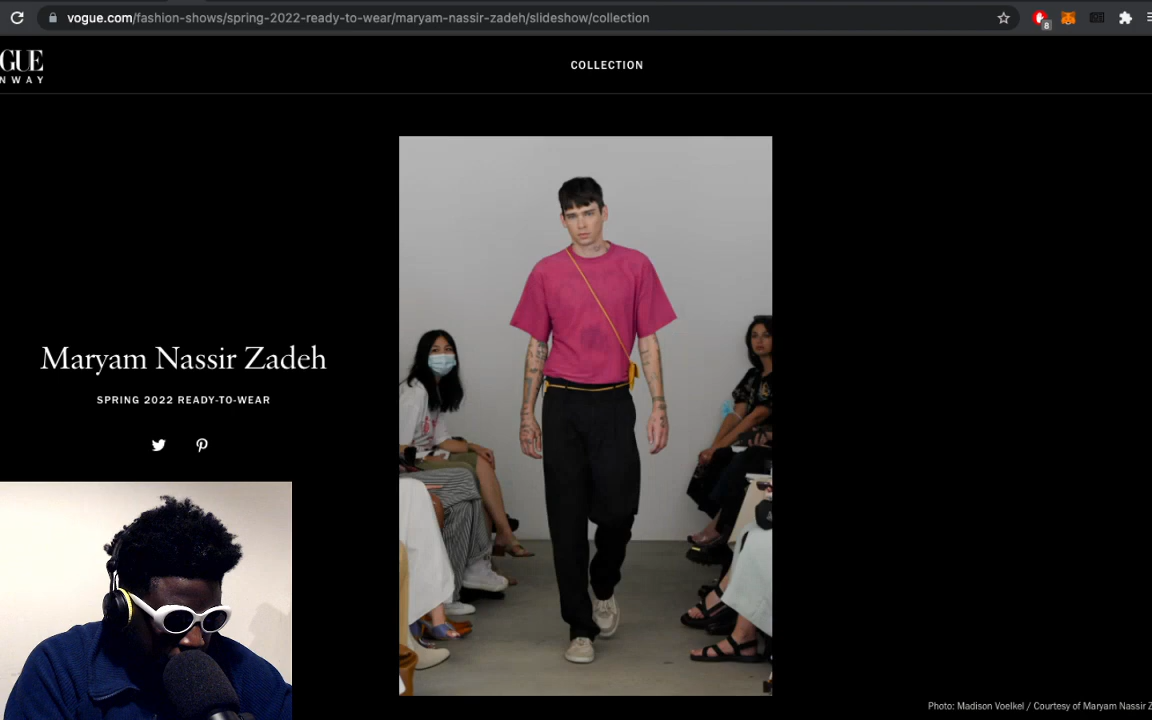 vogue.com/fashion-shows/spring-2022-ready-to-wear/maryam-nassir-zadeh/slideshow/collection
8
GUE
NWAY
COLLECTION
Maryam Nassir Zadeh
SPRING 2022 READY-TO-WEAR
Photo: Madison Voelkel / Courtesy of Maryam Nassir Z